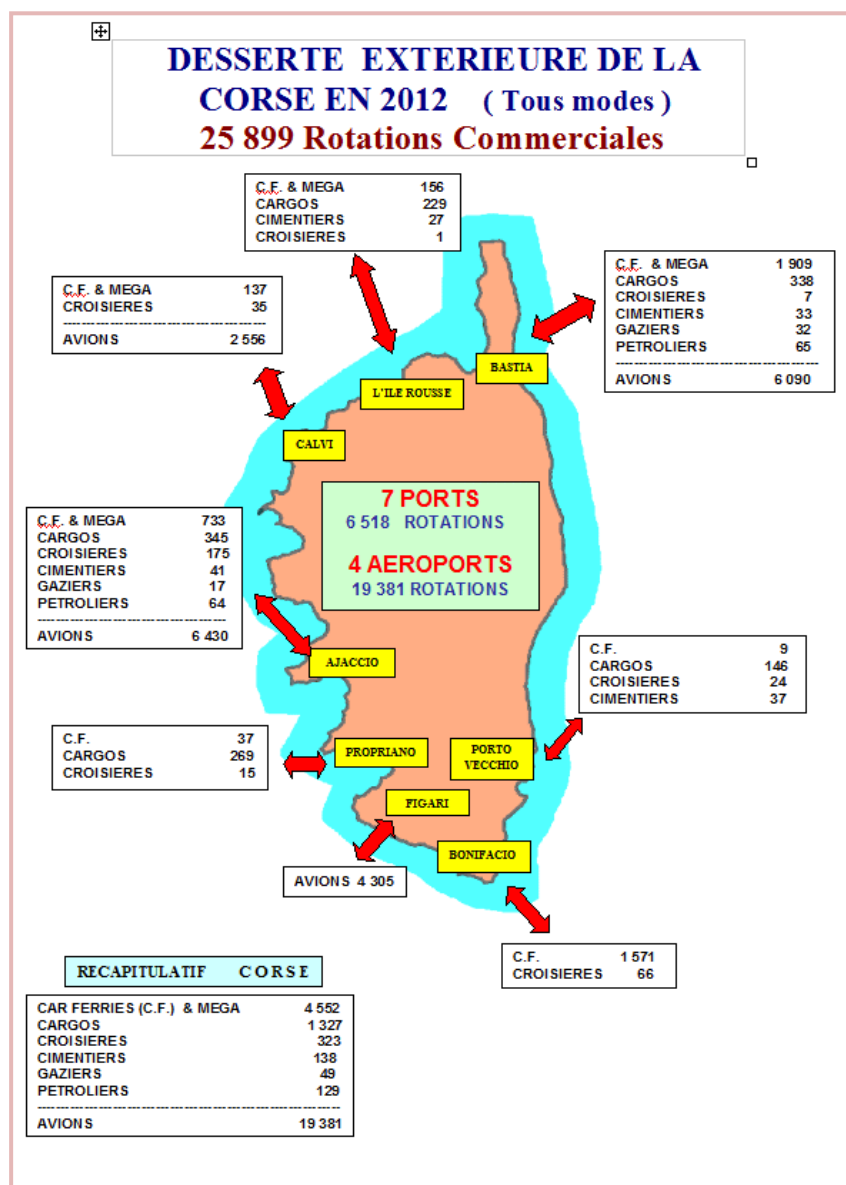 DESSERTE EXTERIEURE DE LA
CORSE EN 2012 ( Tous modes )
25 899 Rotations Commerciales
C.F. & MEGA 156
CARGOS 229
CIMENTIERS 27
CROISIERES 1
C.F. & MEGA 137
CROISIERES 35
AVIONS 2 556
C.F. & MEGA 1 909
CARGOS 338
CROISIERES 7
CIMENTIERS 33
GAZIERS 32
PETROLIERS 65
AVIONS 6 090
BASTIA
L'ILE ROUSSE
CALVI
7 PORTS
6 518 ROTATIONS
4 AEROPORTS
19 381 ROTATIONS
C.F. & MEGA 733
CARGOS 345
CROISIERES 175
CIMENTIERS 41
GAZIERS 17
PETROLIERS 64
AVIONS 6 430
AJACCIO
C.F. 9
CARGOS 146
CROISIERES 24
CIMENTIERS 37
C.F. 37
CARGOS 269
CROISIERES 15
PROPRIANO
PORTO
VECCHIO
FIGARI
BONIFACIO
AVIONS 4 305
C.F. 1 571
CROISIERES 66
RECAPITULATIF CORSE
CAR FERRIES (C.F.) & MEGA 4 552
CARGOS 1 327
CROISIERES 323
CIMENTIERS 138
GAZIERS 49
PETROLIERS 129
AVIONS 19 381